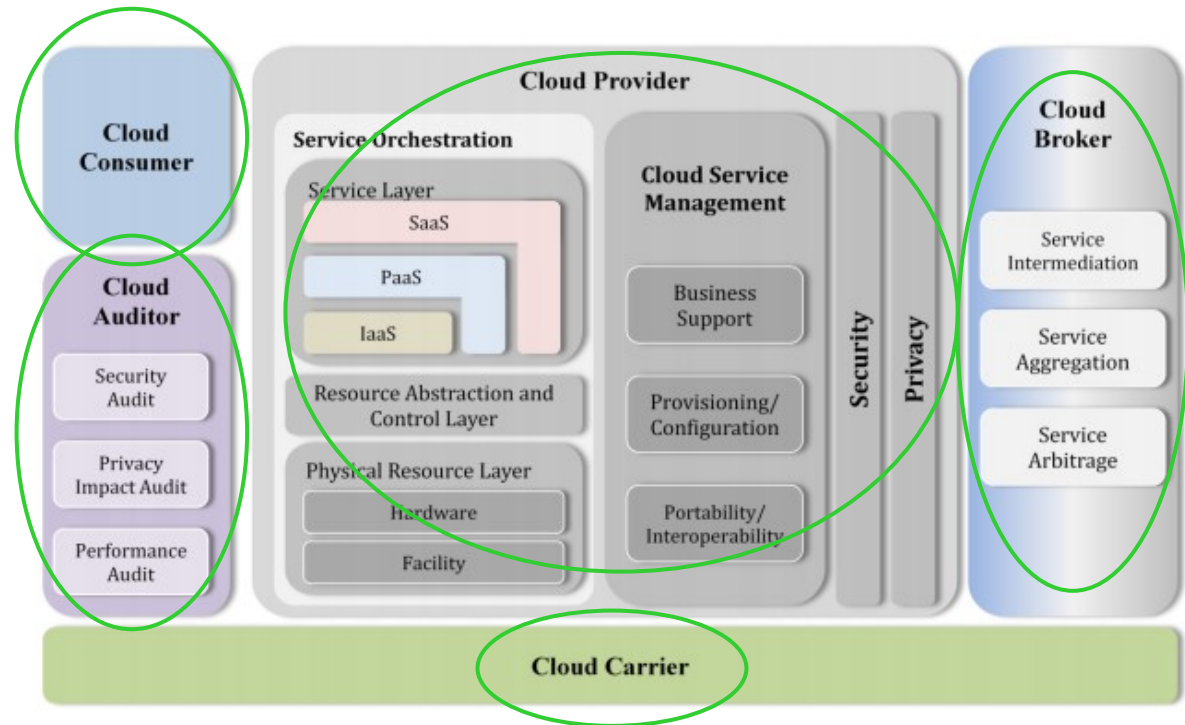 Cloud
Consumer
Cloud
Auditor
Security
Audit
Privacy
Impact Audit
Performance
Audit
Cloud Provider
Service Orchestration
Service Layer
SaaS
PaaS
IaaS
Resource Abstraction and
Control Layer
Physical Resource Layer
Hardware
Facility
Cloud Service
Management
Business
Support
Provisioning/
Configuration
Portability/
Interoperability
Security
Privacy
Cloud
Broker
Service
Intermediation
Service
Aggregation
Service
Arbitrage
Cloud Carrier